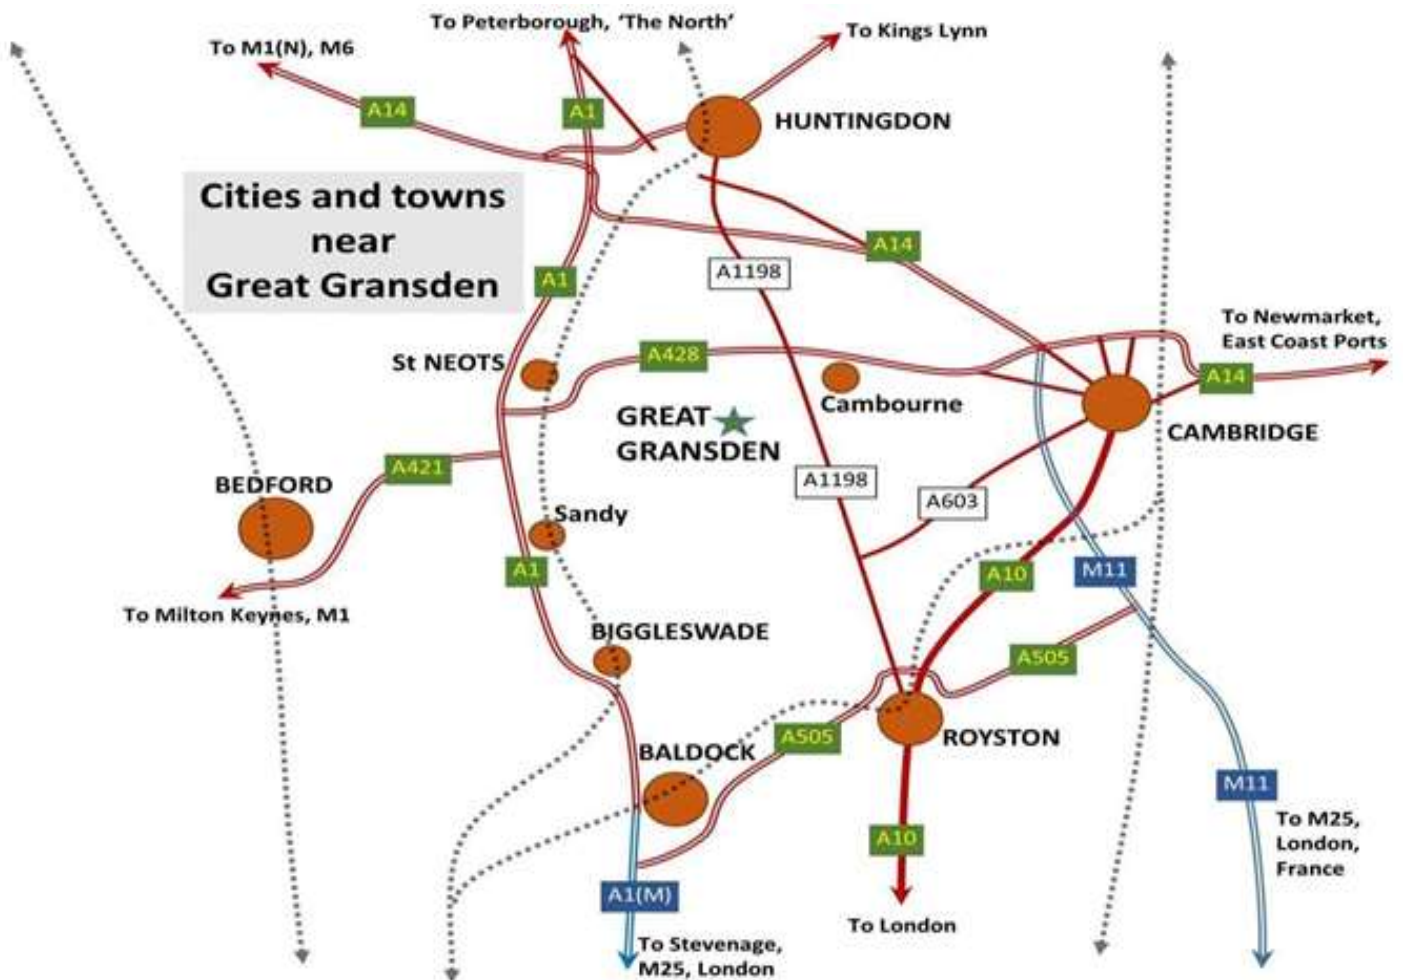 To Peterborough, ‘The North’
To M1(N), M6
To Kings Lynn
A14
A1
HUNTINGDON
Cities and towns
near
Great Gransden
A14
A1198
A1
To Newmarket,
East Coast Ports
St NEOTS
A428
A14
Cambourne
GREAT
GRANSDEN
CAMBRIDGE
A421
BEDFORD
A1198
A603
Sandy
A1
A10
M11
To Milton Keynes, M1
BIGGLESWADE
A505
A505
ROYSTON
BALDOCK
M11
To M25,
London,
France
A10
A1(M)
To London
To Stevenage,
M25, London